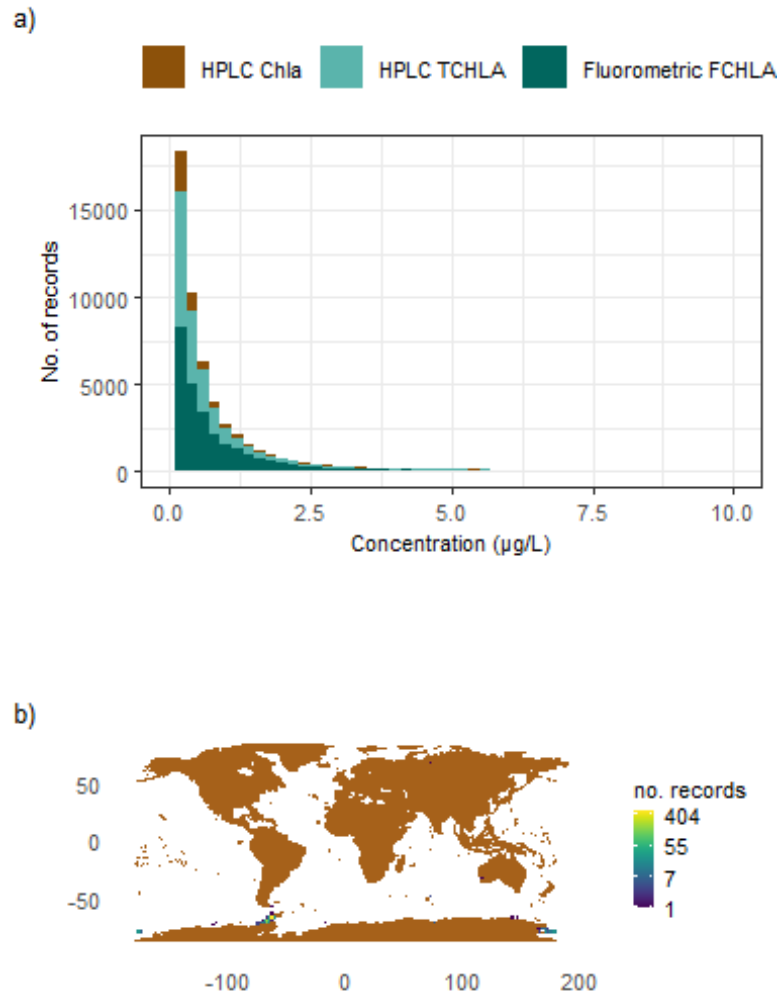 a)
HPLC Chla HPLC TCHLA Fluorometric FCHLA
15000
10000
5000
0
No. of records
0.0 2.5 5.0 7.5 10.0
Concentration (µg/L)
b)
50
0
-50
-100 0 100 200
no. records
404
55
7
1